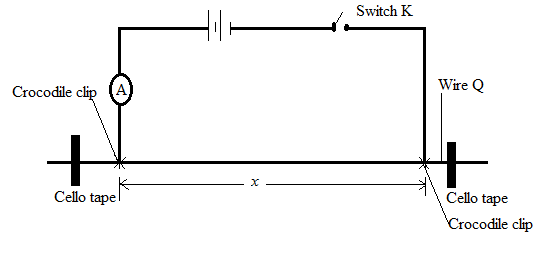 Switch K
Crocodile clip
A
Wire Q
x
Cello tape
Cello tape
Crocodile clip